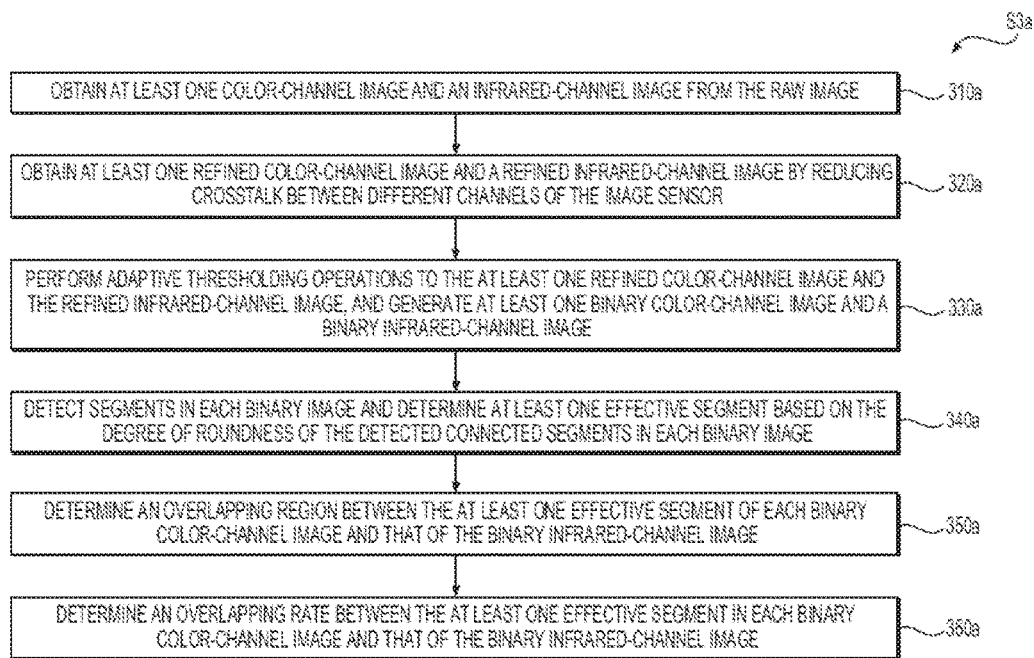 S3a
OBTAIN AT LEAST ONE COLOR-CHANNEL IMAGE AND AN INFRARED-CHANNEL IMAGE FROM THE RAW IMAGE
310a
OBTAIN AT LEAST ONE REFINED COLOR-CHANNEL IMAGE AND A REFINED INFRARED-CHANNEL IMAGE BY REDUCING
CROSSTALK BETWEEN DIFFERENT CHANNELS OF THE IMAGE SENSOR
320a
PERFORM ADAPTIVE THRESHOLDING OPERATIONS TO THE AT LEAST ONE REFINED COLOR-CHANNEL IMAGE AND
THE REFINED INFRARED-CHANNEL IMAGE, AND GENERATE AT LEAST ONE BINARY COLOR-CHANNEL IMAGE AND A
BINARY INFRARED-CHANNEL IMAGE
330a
DETECT SEGMENTS IN EACH BINARY IMAGE AND DETERMINE AT LEAST ONE EFFECTIVE SEGMENT BASED ON THE
DEGREE OF ROUNDNESS OF THE DETECTED CONNECTED SEGMENTS IN EACH BINARY IMAGE
340a
DETERMINE AN OVERLAPPING REGION BETWEEN THE AT LEAST ONE EFFECTIVE SEGMENT OF EACH BINARY
COLOR-CHANNEL IMAGE AND THAT OF THE BINARY INFRARED-CHANNEL IMAGE
350a
DETERMINE AN OVERLAPPING RATE BETWEEN THE AT LEAST ONE EFFECTIVE SEGMENT IN EACH BINARY
COLOR-CHANNEL IMAGE AND THAT OF THE BINARY INFRARED-CHANNEL IMAGE
360a